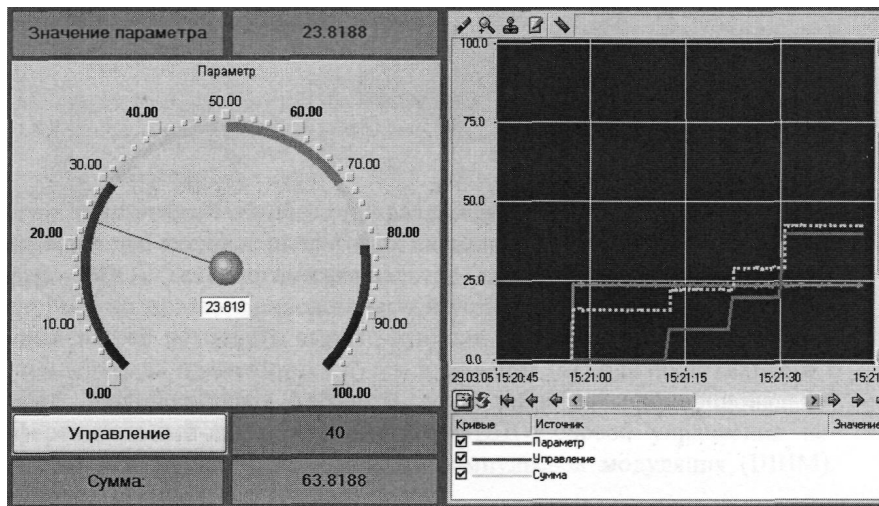 Значение параметра 23.8188
Параметр
50.00
40.00 60.00
30.00 70.00
20.00 80.00
23.819
10.00 90.00
0.00 100.00
Управление 40
Сумма: 63.8188
100.0
75.0
50.0
25.0
0.0
29.03.05 15:20:45 15:21:00 15:21:15 15:21:30 15:21
Кривые Источник Значение
Параметр
Управление
Сумма